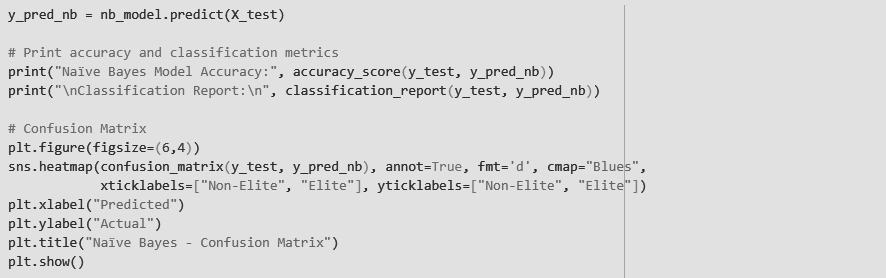 y_pred_nb = nb_model.predict(X_test)

# Print accuracy and classification metrics
print("Naïve Bayes Model Accuracy:", accuracy_score(y_test, y_pred_nb))
print("\nClassification Report:\n", classification_report(y_test, y_pred_nb))

# Confusion Matrix
plt.figure(figsize=(6,4))
sns.heatmap(confusion_matrix(y_test, y_pred_nb), annot=True, fmt='d', cmap="Blues",
            xticklabels=["Non-Elite", "Elite"], yticklabels=["Non-Elite", "Elite"])
plt.xlabel("Predicted")
plt.ylabel("Actual")
plt.title("Naïve Bayes - Confusion Matrix")
plt.show()